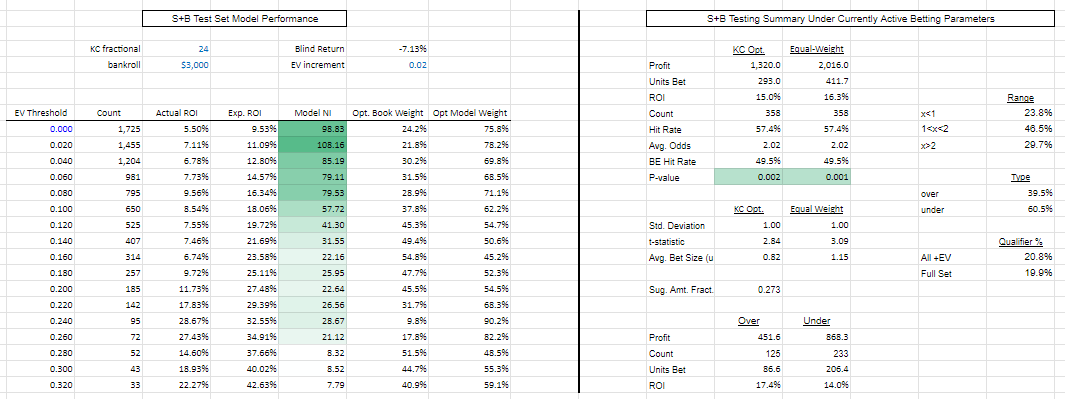 S+B Test Set Model Performance
KC fractional 24 Blind Return -7.13%
bankroll $3,000 EV increment 0.02
EV Threshold Count Actual ROI Exp. ROI Model NI Opt. Book Weight Opt Model Weight
0.000 1,725 5.50% 9.53% 98.83 24.2% 75.8%
0.020 1,455 7.11% 11.09% 108.16 21.8% 78.2%
0.040 1,204 6.78% 12.80% 85.19 30.2% 69.8%
0.060 981 7.73% 14.57% 79.11 31.5% 68.5%
0.080 795 9.56% 16.34% 79.53 28.9% 71.1%
0.100 650 8.54% 18.06% 57.72 37.8% 62.2%
0.120 525 7.55% 19.72% 41.30 45.3% 54.7%
0.140 407 7.46% 21.69% 31.55 49.4% 50.6%
0.160 314 6.74% 23.58% 22.16 54.8% 45.2%
0.180 257 9.72% 25.11% 25.95 47.7% 52.3%
0.200 185 11.73% 27.48% 22.64 45.5% 54.5%
0.220 142 17.83% 29.39% 26.56 31.7% 68.3%
0.240 95 28.67% 32.55% 28.67 9.8% 90.2%
0.260 72 27.43% 34.91% 21.12 17.8% 82.2%
0.280 52 14.60% 37.66% 8.32 51.5% 48.5%
0.300 43 18.93% 40.02% 8.52 44.7% 55.3%
0.320 33 22.27% 42.63% 7.79 40.9% 59.1%
S+B Testing Summary Under Currently Active Betting Parameters
KC Opt. Equal-Weight
Profit 1,320.0 2,016.0
Units Bet 293.0 411.7
ROI 15.0% 16.3% Range
Count 358 358 x<1 23.8%
Hit Rate 57.4% 57.4% 1<x<2 46.5%
Avg. Odds 2.02 2.02 x>2 29.7%
BE Hit Rate 49.5% 49.5%
P-value 0.002 0.001 Type
over 39.5%
KC Opt. Equal Weight under 60.5%
Std. Deviation 1.00 1.00
t-statistic 2.84 3.09 Qualifier %
Avg. Bet Size (u 0.82 1.15 All +EV 20.8%
Full Set 19.9%
Sug. Amt. Fract. 0.273
Over Under
Profit 451.6 868.3
Count 125 233
Units Bet 86.6 206.4
ROI 17.4% 14.0%